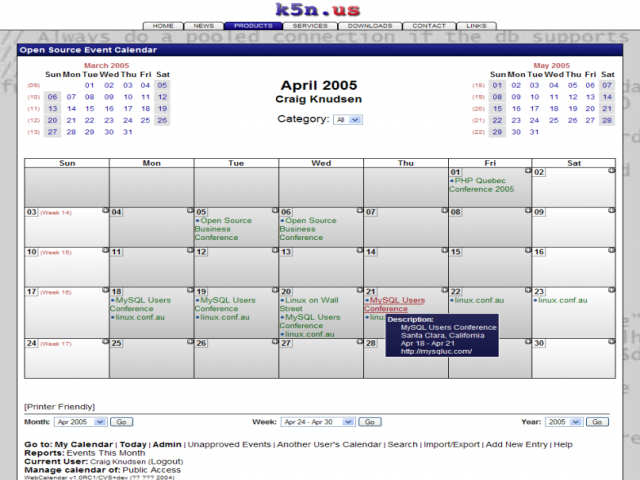 k5n.us
HOME NEWS PRODUCTS SERVICES DOWNLOADS CONTACT LINKS
// Always do a pooled connection if the db supports
Open Source Event Calendar
March 2005
Sun Mon Tue Wed Thu Fri Sat
(09) 01 02 03 04 05
(10) 06 07 08 09 10 11 12
(11) 13 14 15 16 17 18 19
(12) 20 21 22 23 24 25 26
(13) 27 28 29 30 31
April 2005
Craig Knudsen
Category: All
May 2005
Sun Mon Tue Wed Thu Fri Sat
(18) 01 02 03 04 05 06 07
(19) 08 09 10 11 12 13 14
(20) 15 16 17 18 19 20 21
(21) 22 23 24 25 26 27 28
(22) 29 30 31
Sun Mon Tue Wed Thu Fri Sat
01 02
PHP Quebec
Conference 2005
03 (Week 14) 04 05 06 07 08 09
Open Source Open Source
Business Business
Conference Conference
10 (Week 15) 11 12 13 14 15 16
17 (Week 16) 18 19 20 21 22 23
MySQL Users MySQL Users Linux on Wall MySQL Users linux.conf.au linux.conf.au
Conference Conference Street Conference
linux.conf.au linux.conf.au MySQL Users
Conference
linux.conf.au
Description:
MySQL Users Conference
Santa Clara, California
Apr 18 - Apr 21
http://mysqluc.com/
24 (Week 17) 25 26 27 28 30
[Printer Friendly]
Month: Apr 2005 Go Week: Apr 24 - Apr 30 Go Year: 2005 Go
Go to: My Calendar | Today | Admin | Unapproved Events | Another User's Calendar | Search | Import/Export | Add New Entry | Help
Reports: Events This Month
Current User: Craig Knudsen (Logout)
Manage calendar of: Public Access
WebCalendar v1.0RC1/CVS+dev (?? ??? 2004)